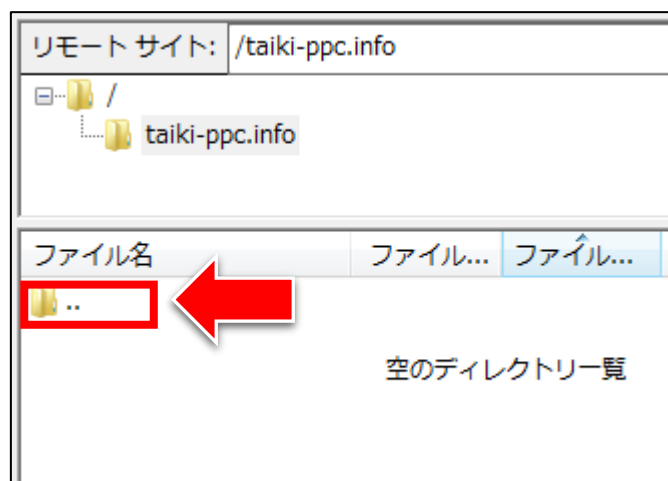 リモート サイト: /taiki-ppc.info
/
taiki-ppc.info
ファイル名 ファイル... ファイル...
..
空のディレクトリ一覧